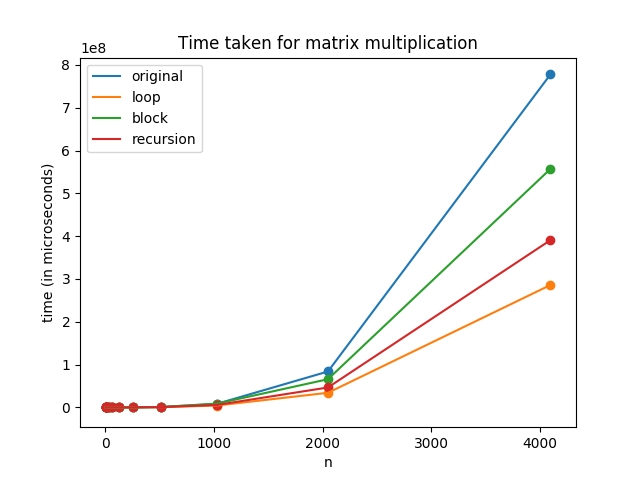 Time taken for matrix multiplication
1e8
original
loop
block
recursion
8
7
6
5
4
3
2
1
0
time (in microseconds)
0 1000 2000 3000 4000
n